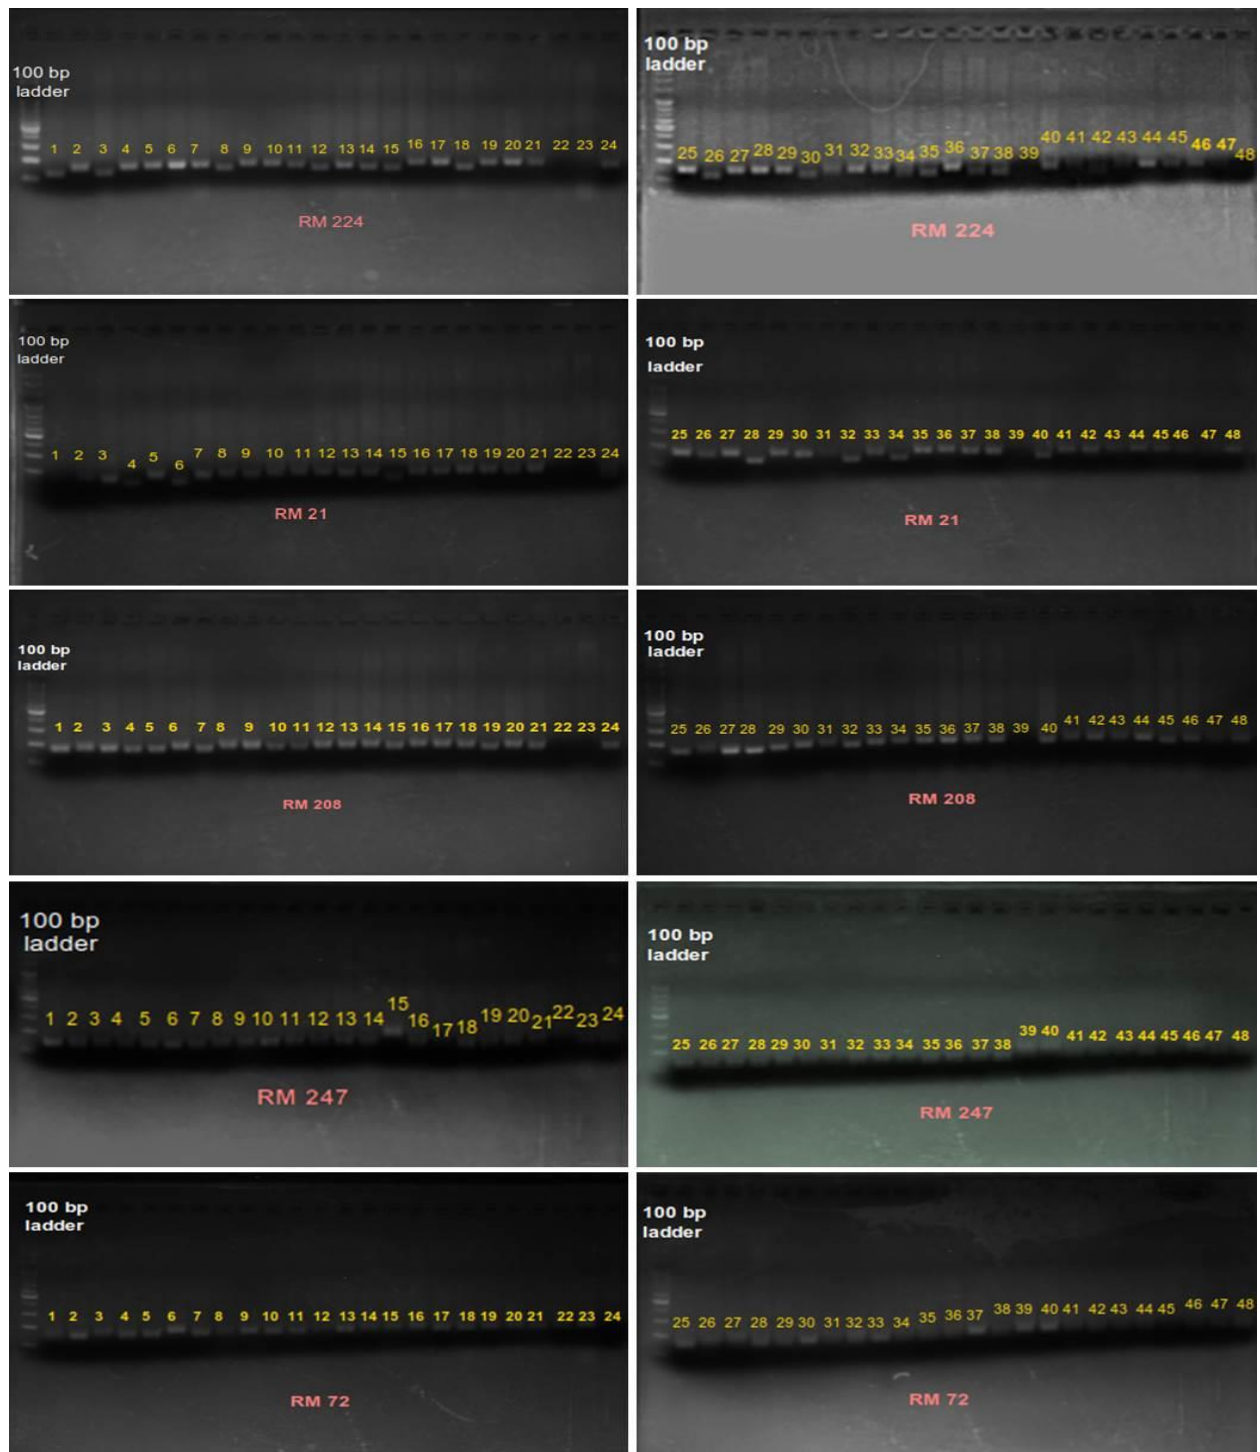 100 bp
ladder
1 2 3 4 5 6 7 8 9 10 11 12 13 14 15 16 17 18 19 20 21 22 23 24
RM 224
100 bp
ladder
25 26 27 28 29 30 31 32 33 34 35 36 37 38 39 40 41 42 43 44 45 46 47 48
RM 224
100 bp
ladder
1 2 3 4 5 6 7 8 9 10 11 12 13 14 15 16 17 18 19 20 21 22 23 24
RM 21
100 bp
ladder
25 26 27 28 29 30 31 32 33 34 35 36 37 38 39 40 41 42 43 44 45 46 47 48
RM 21
100 bp
ladder
1 2 3 4 5 6 7 8 9 10 11 12 13 14 15 16 17 18 19 20 21 22 23 24
RM 208
100 bp
ladder
25 26 27 28 29 30 31 32 33 34 35 36 37 38 39 40 41 42 43 44 45 46 47 48
RM 208
100 bp
ladder
1 2 3 4 5 6 7 8 9 10 11 12 13 14 15 16 17 18 19 20 21 22 23 24
RM 247
100 bp
ladder
25 26 27 28 29 30 31 32 33 34 35 36 37 38 39 40 41 42 43 44 45 46 47 48
RM 247
100 bp
ladder
1 2 3 4 5 6 7 8 9 10 11 12 13 14 15 16 17 18 19 20 21 22 23 24
RM 72
100 bp
ladder
25 26 27 28 29 30 31 32 33 34 35 36 37 38 39 40 41 42 43 44 45 46 47 48
RM 72